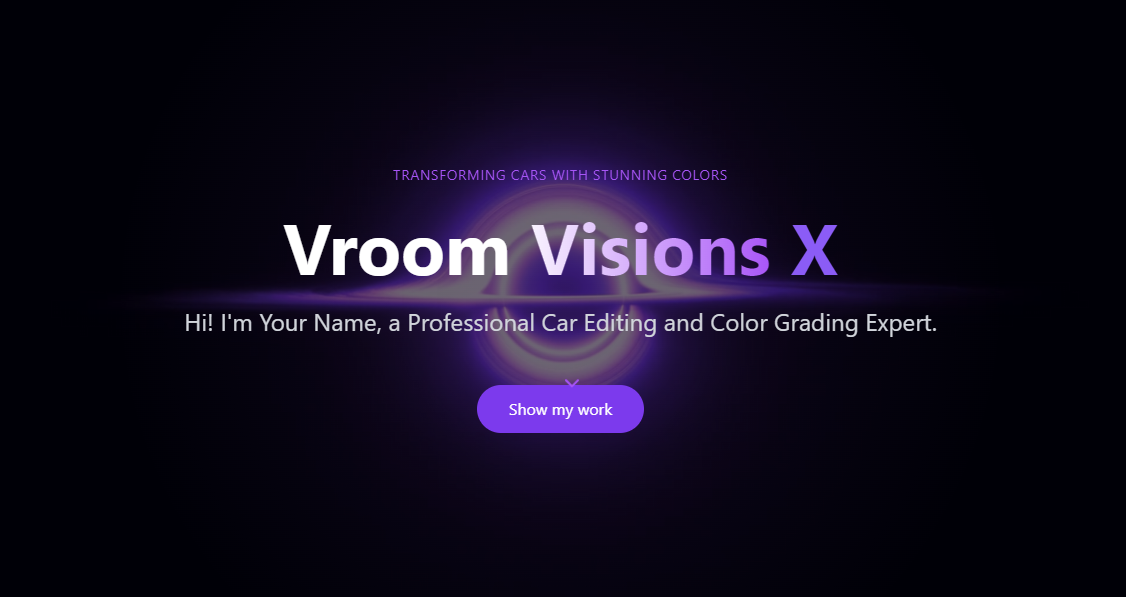 TRANSFORMING CARS WITH STUNNING COLORS
Vroom Visions X
Hi! I'm Your Name, a Professional Car Editing and Color Grading Expert.
Show my work